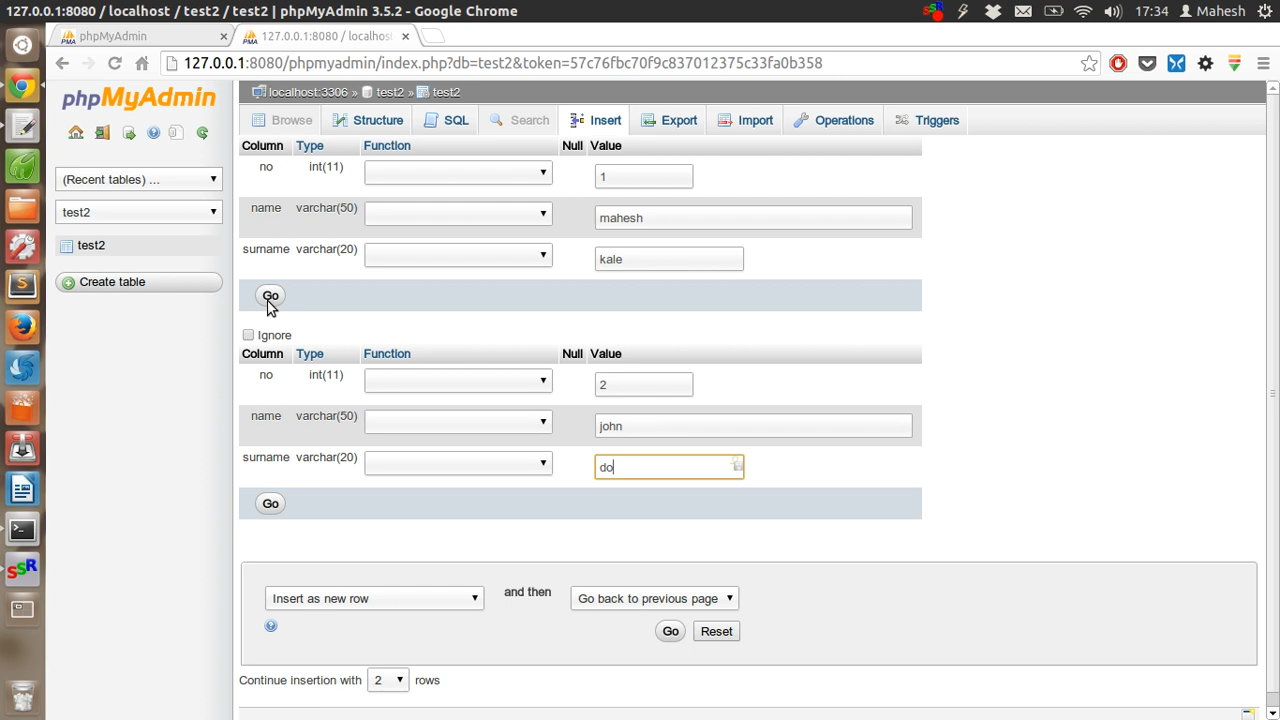 127.0.0.1:8080 / localhost / test2 / test2 | phpMyAdmin 3.5.2 - Google Chrome 17:34 Mahesh
phpMyAdmin × 127.0.0.1:8080 / localhos ×
127.0.0.1:8080/phpmyadmin/index.php?db=test2&token=57c76fbc70f9c837012375c33fa0b358
phpMyAdmin
localhost:3306 » test2 » test2
Browse Structure SQL Search Insert Export Import Operations Triggers
(Recent tables) ...
test2
test2
Create table
Column Type Function Null Value
no int(11) 1
name varchar(50) mahesh
surname varchar(20) kale
Go
Ignore
Column Type Function Null Value
no int(11) 2
name varchar(50) john
surname varchar(20) do
Go
Insert as new row and then Go back to previous page
Go Reset
Continue insertion with 2 rows